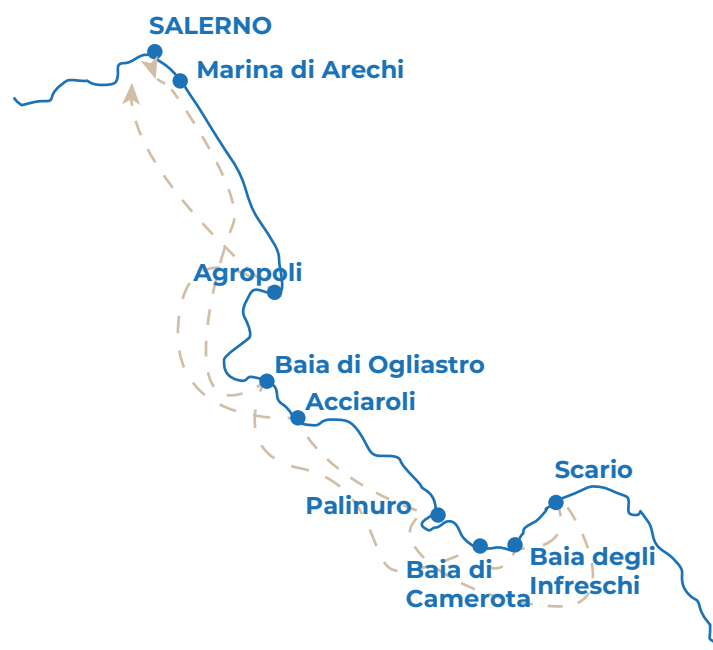 SALERNO
Marina di Arechi
Agropoli
Baia di Ogliastro
Acciaroli
Scario
Palinuro
Baia degli
Infreschi
Baia di
Camerota